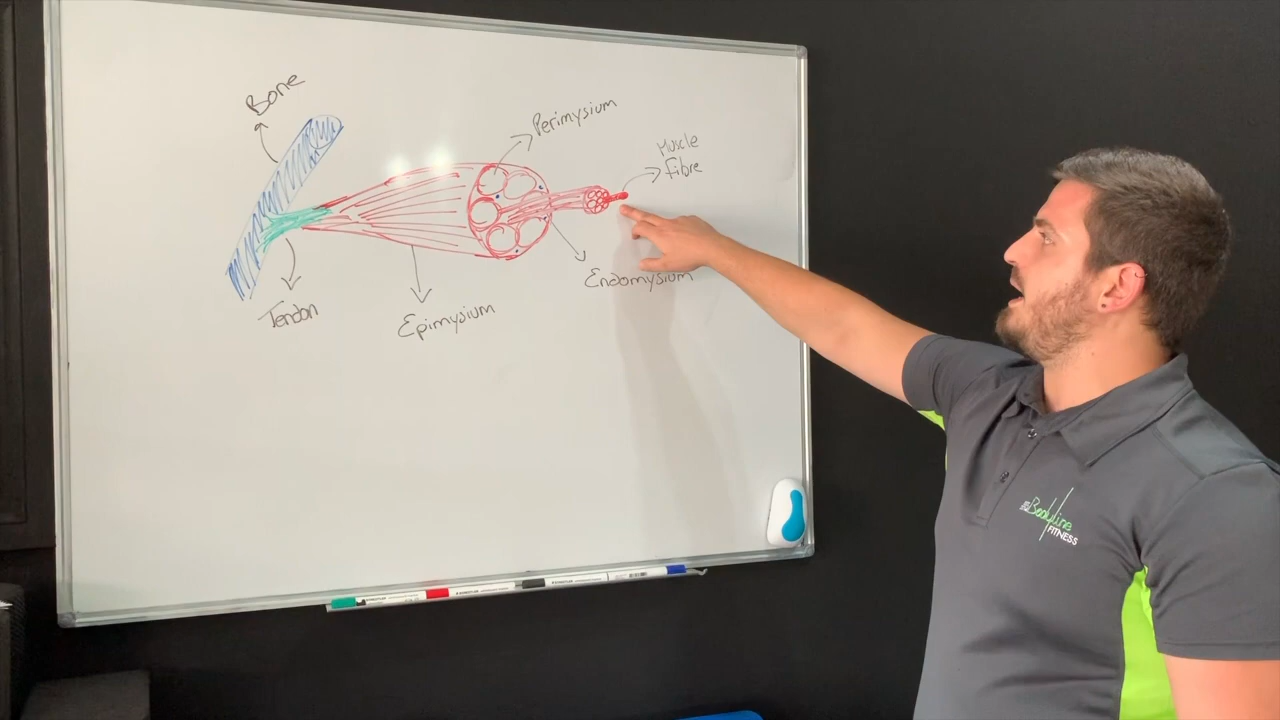 Bone
Perimysium
Muscle
fibre
Endomysium
Tendon
Epimysium
Bodyline
FITNESS